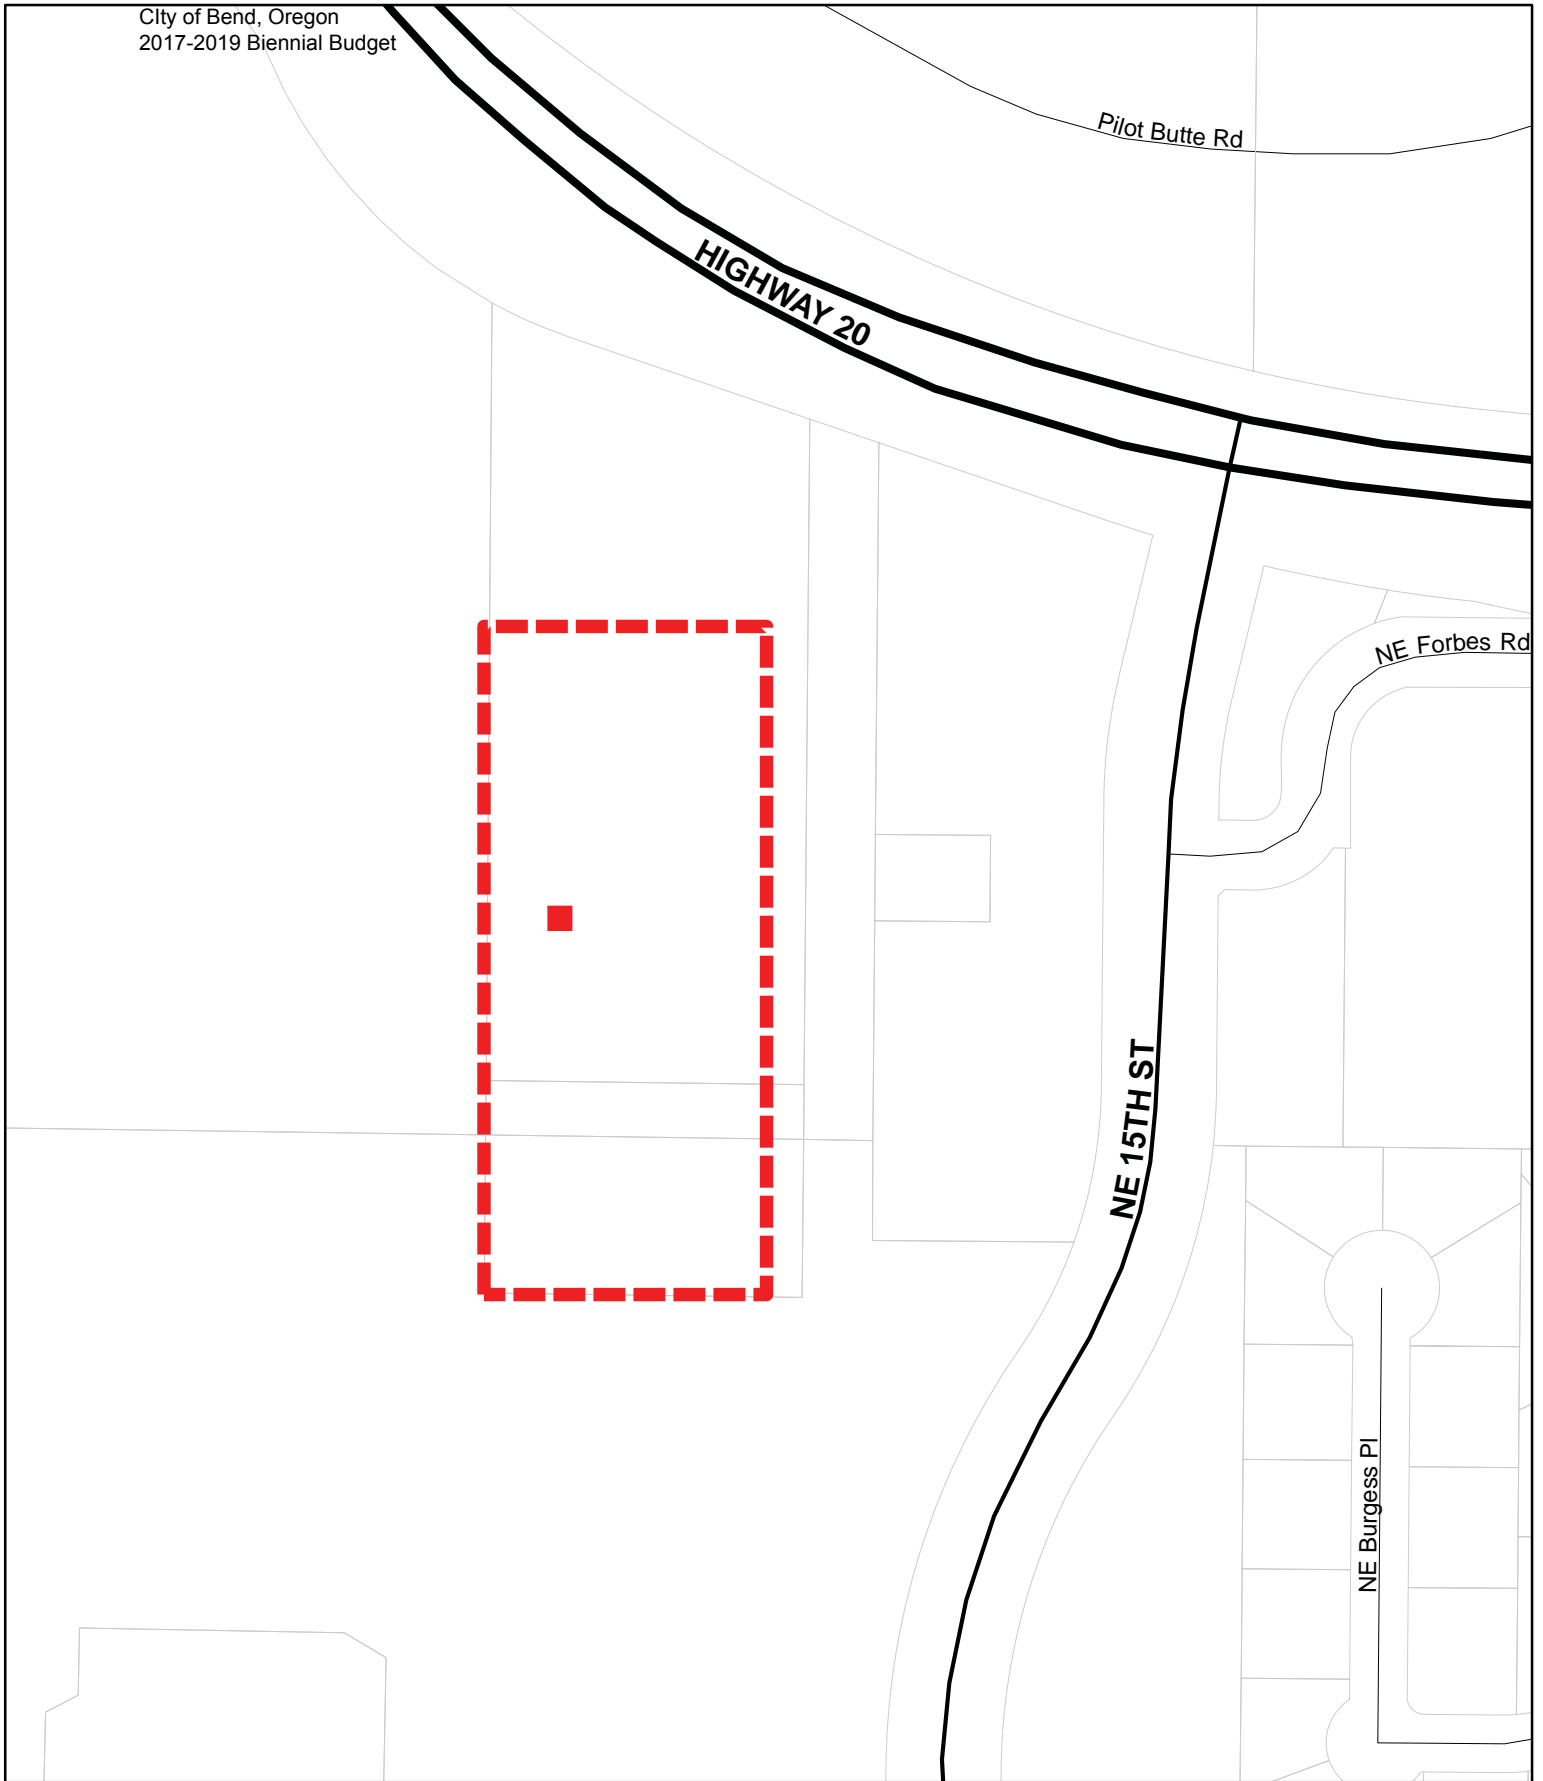 CIty of Bend, Oregon
2017-2019 Biennial Budget
Pilot Butte Rd
HIGHWAY 20
NE Forbes Rd
NE 15TH ST
NE Burgess Pl